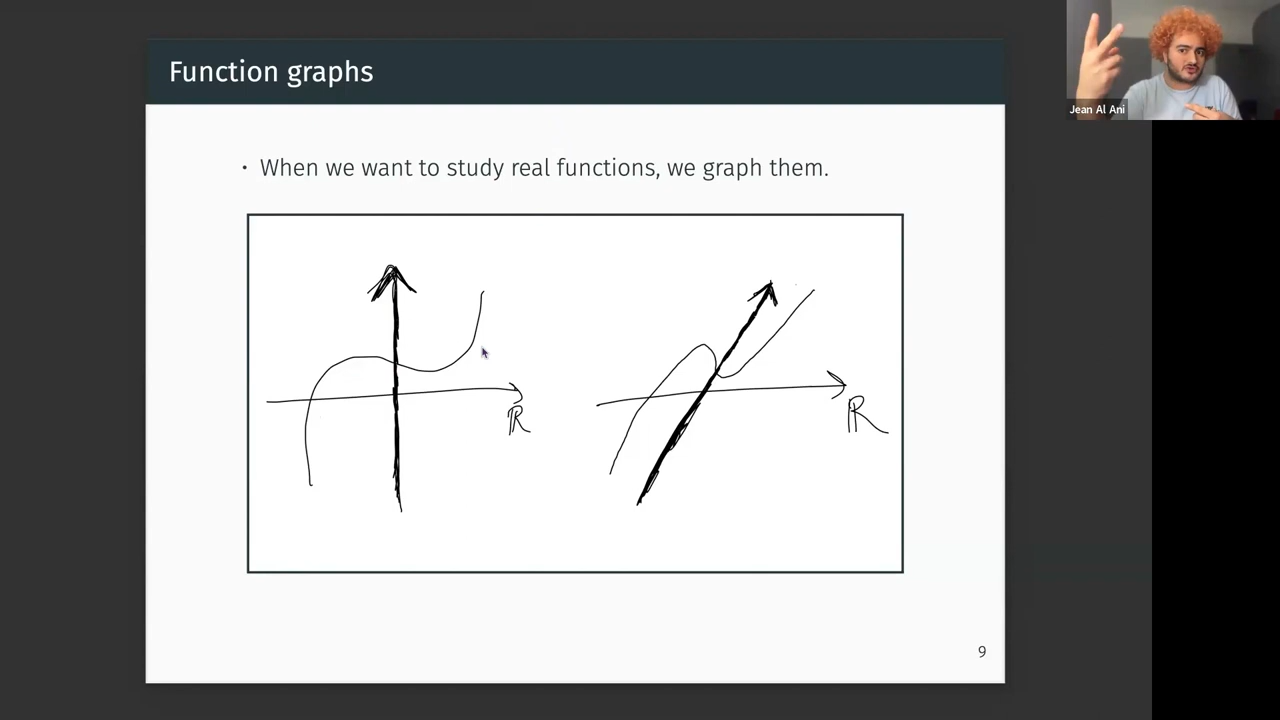 Function graphs
Jean Al Ani
• When we want to study real functions, we graph them.
ℝ
ℝ
9